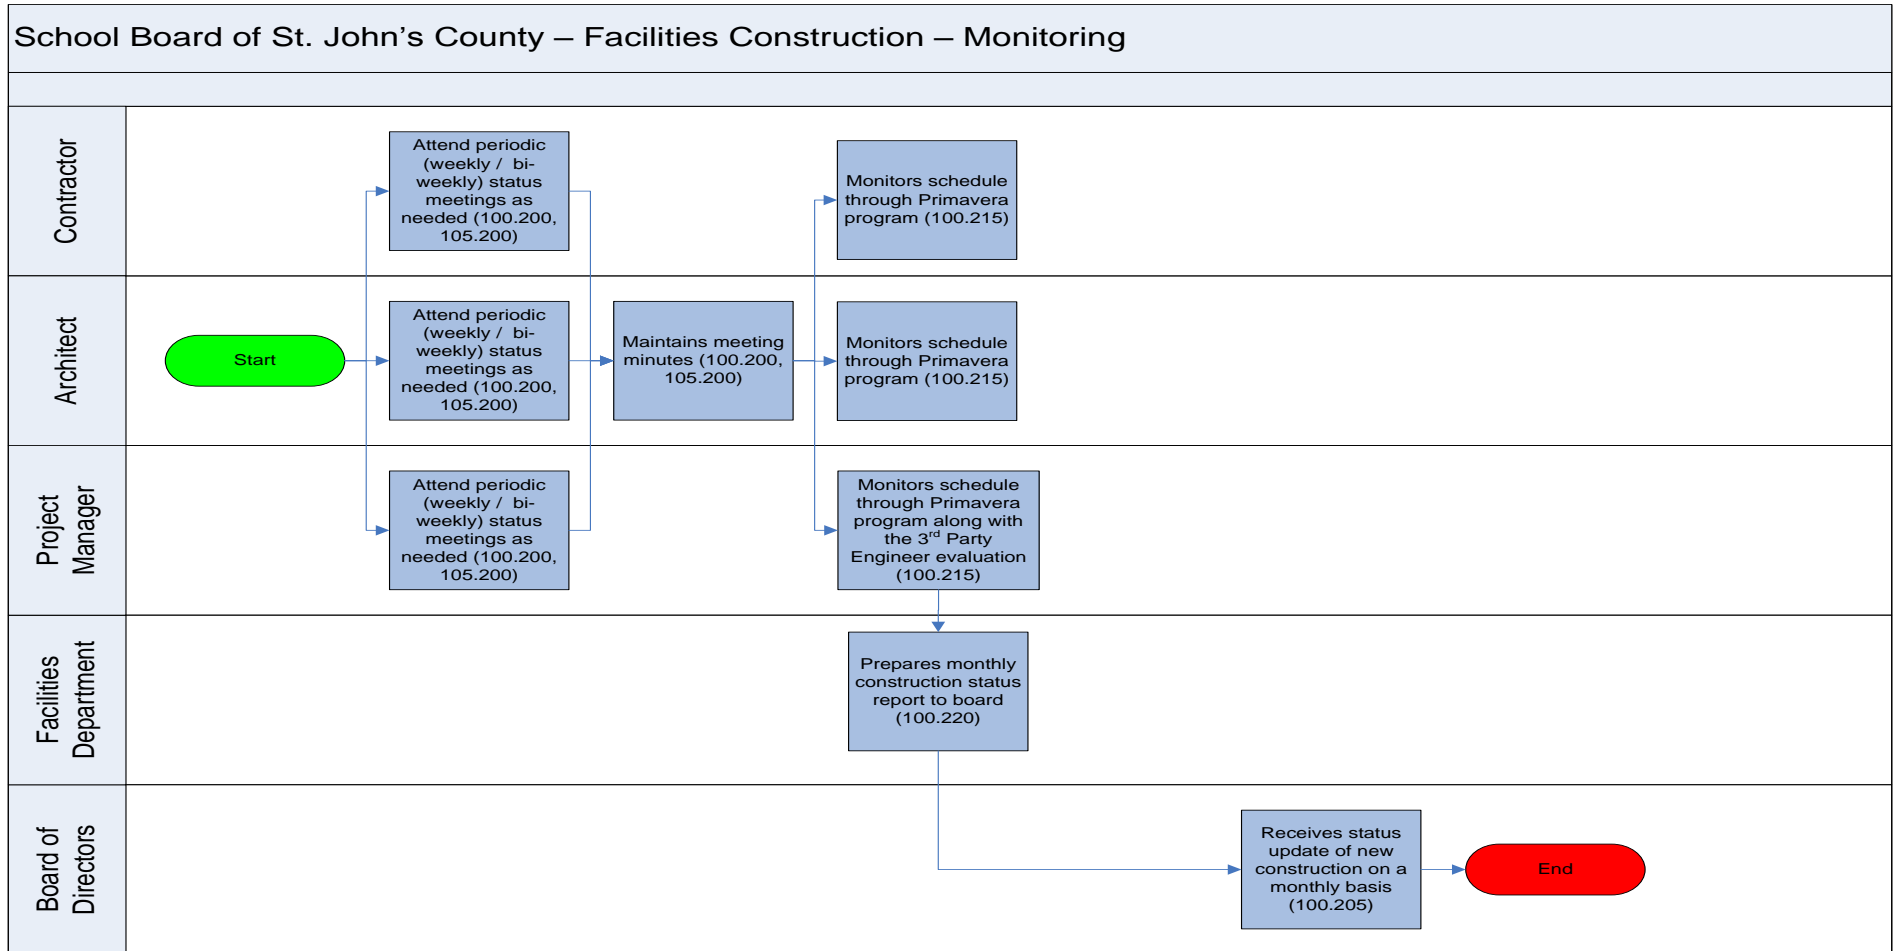 School Board of St. John’s County – Facilities Construction – Monitoring
Contractor
Attend periodic
(weekly /  bi-
weekly) status
meetings as
needed (100.200,
105.200)
Monitors schedule
through Primavera
program (100.215)
Architect
Start
Attend periodic
(weekly /  bi-
weekly) status
meetings as
needed (100.200,
105.200)
Maintains meeting
minutes (100.200,
105.200)
Monitors schedule
through Primavera
program (100.215)
Project
Manager
Attend periodic
(weekly /  bi-
weekly) status
meetings as
needed (100.200,
105.200)
Monitors schedule
through Primavera
program along with
the 3rd Party
Engineer evaluation
(100.215)
Facilities
Department
Prepares monthly
construction status
report to board
(100.220)
Board of
Directors
Receives status
update of new
construction on a
monthly basis
(100.205)
End